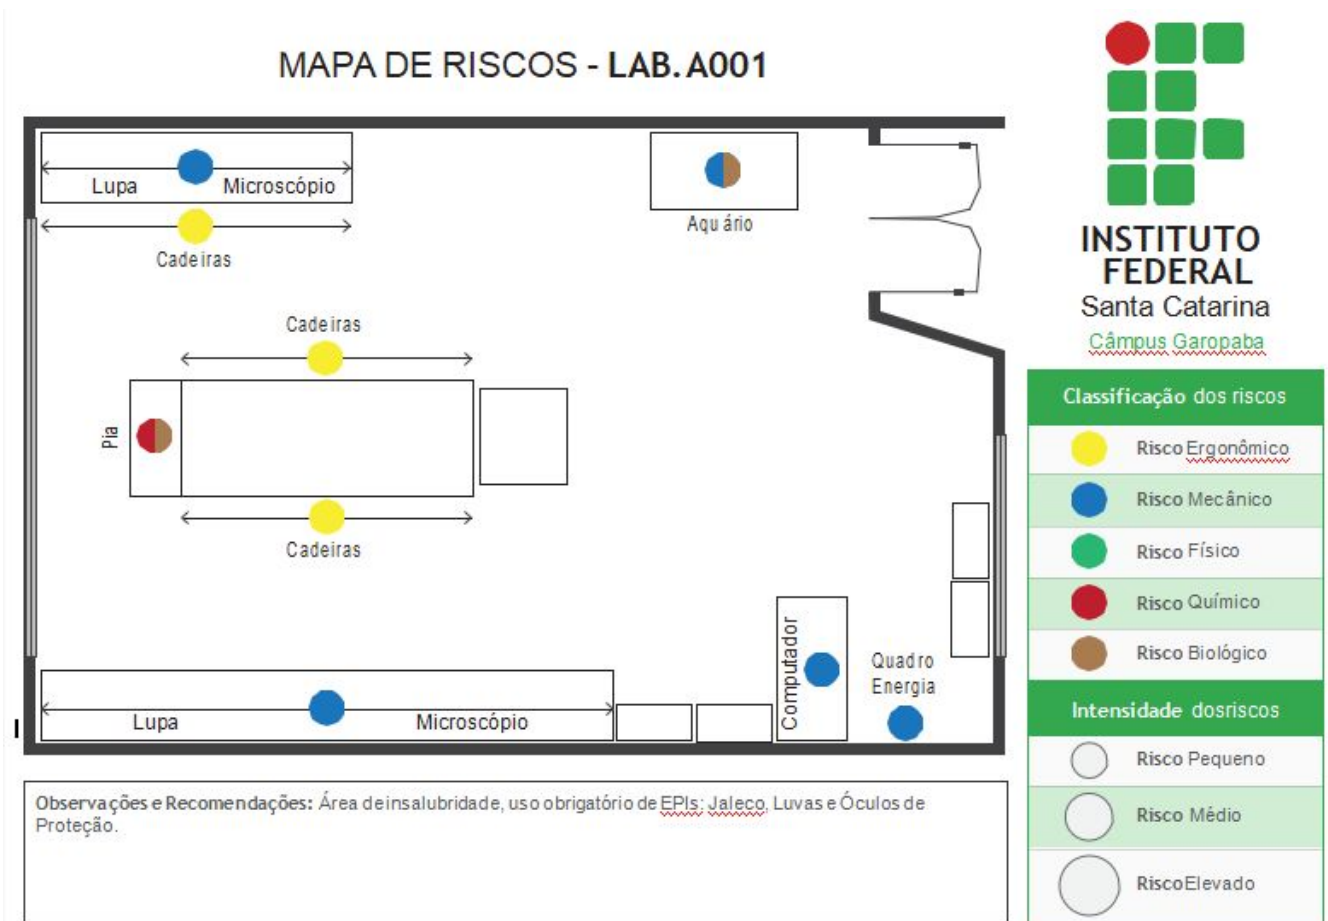 MAPA DE RISCOS - LAB. A001
Lupa
Microscópio
Cadeiras
Aquário
Cadeiras
Pia
Cadeiras
Computador
Quadro
Energia
Lupa
Microscópio
Observações e Recomendações: Área de insalubridade, uso obrigatório de EPIs: Jaleco, Luvas e Óculos de
Proteção.
INSTITUTO
FEDERAL
Santa Catarina
Câmpus Garopaba
Classificação dos riscos
Risco Ergonômico
Risco Mecânico
Risco Físico
Risco Químico
Risco Biológico
Intensidade dosriscos
Risco Pequeno
Risco Médio
RiscoElevado